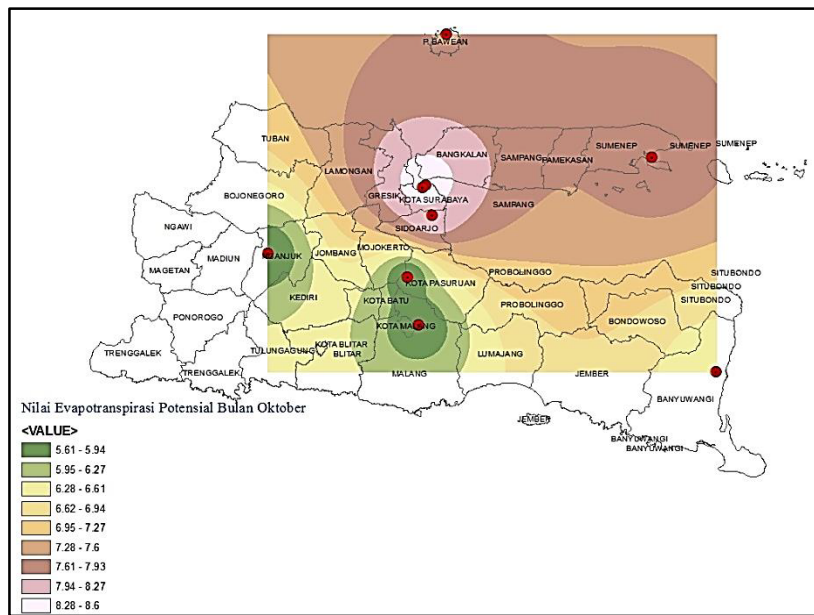 P.BAWEAN
TUBAN
LAMONGAN
BANGKALAN
SAMPANG
PAMEKASAN
SUMENEP
SUMENEP
SUMENEP
BOJONEGORO
GRESIK
KOTA SURABAYA
SAMPANG
NGAWI
SIDOARJO
MADIUN
NGANJUK
JOMBANG
MOJOKERTO
MAGETAN
KOTA PASURUAN
PROBOLINGGO
SITUBONDO
SITUBONDO
KEDIRI
KOTA BATU
PROBOLINGGO
SITUBONDO
PONOROGO
KOTA MALANG
BONDOWOSO
TRENGGALEK
TULUNGAGUNG
KOTA BLITAR
BLITAR
LUMAJANG
TRENGGALEK
MALANG
JEMBER
BANYUWANGI
JEMBER
BANYUWANGI
BANYUWANGI
Nilai Evapotranspirasi Potensial Bulan Oktober
<VALUE>
5.61 - 5.94
5.95 - 6.27
6.28 - 6.61
6.62 - 6.94
6.95 - 7.27
7.28 - 7.6
7.61 - 7.93
7.94 - 8.27
8.28 - 8.6